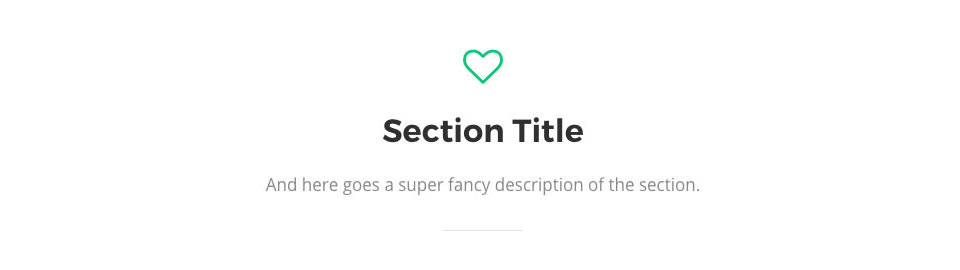 Section Title
And here goes a super fancy description of the section.